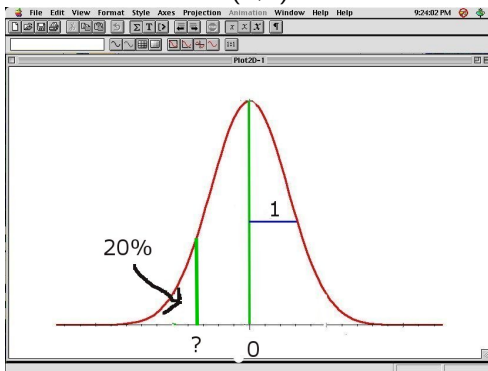 File Edit View Format Style Axes Projection Animation Window Help Help 9:24:02 PM
Σ T x x X ¶
Plot2D-1
1
20%
? 0